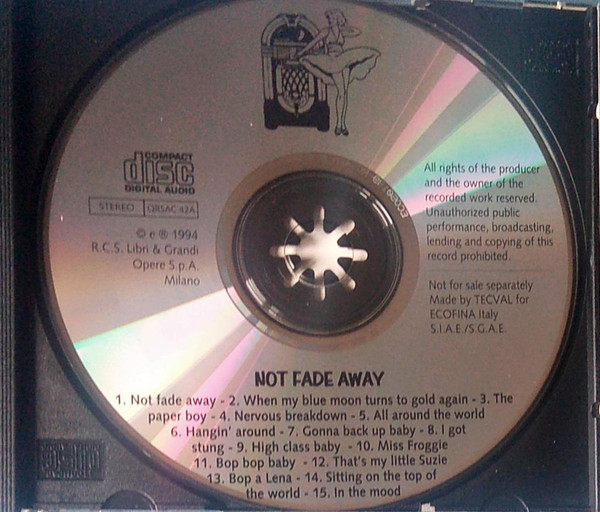 COMPACT
disc
DIGITAL AUDIO
STEREO QRSAC 42A
© e ℗ 1994
R.C.S. Libri & Grandi
Opere S.p.A.
Milano
All rights of the producer
and the owner of the
recorded work reserved.
Unauthorized public
performance, broadcasting,
lending and copying of this
record prohibited.
Not for sale separately
Made by TECVAL for
ECOFINA Italy
S.I.A.E./S.G.A.E.
NOT FADE AWAY
1. Not fade away - 2. When my blue moon turns to gold again - 3. The
paper boy - 4. Nervous breakdown - 5. All around the world
6. Hangin' around - 7. Gonna back up baby - 8. I got
stung - 9. High class baby - 10. Miss Froggie
11. Bop bop baby - 12. That's my little Suzie
13. Bop a Lena - 14. Sitting on the top of
the world - 15. In the mood